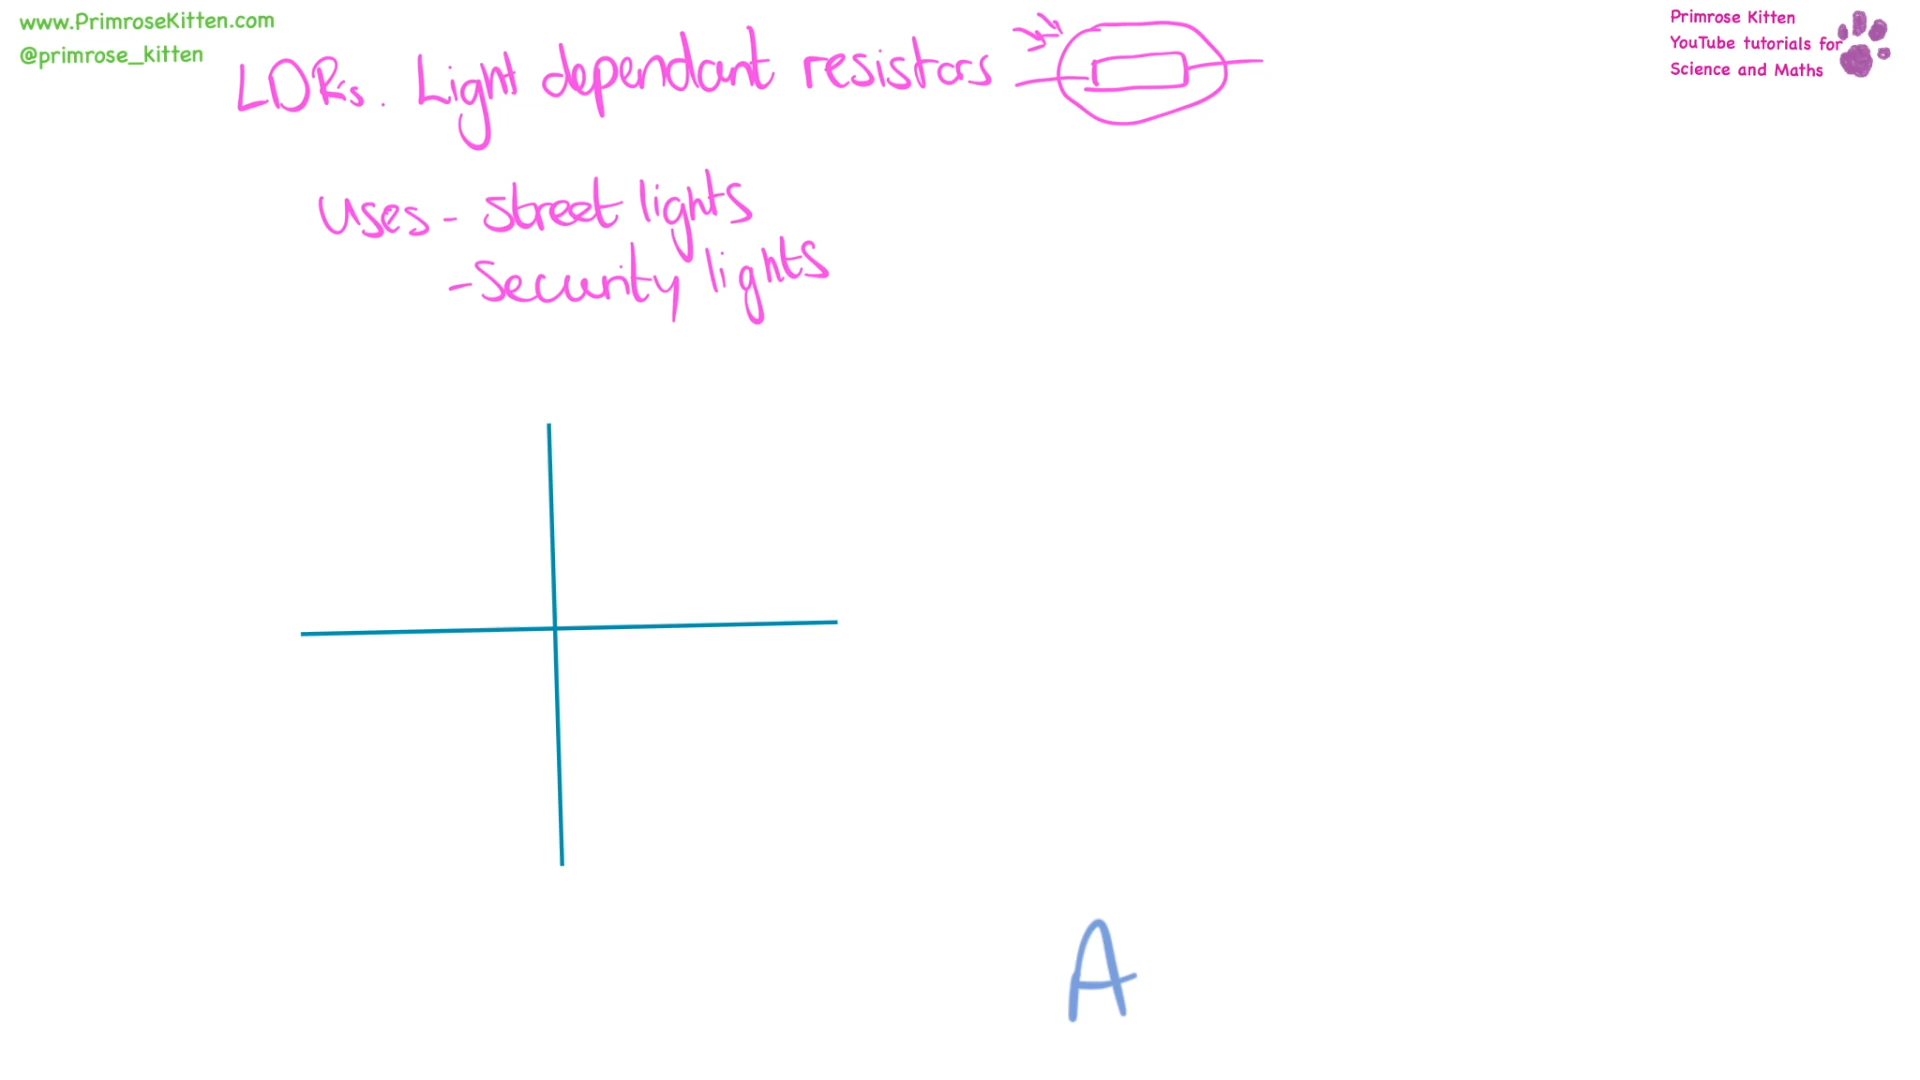 www.PrimroseKitten.com
@primrose_kitten
Primrose Kitten
YouTube tutorials for
Science and Maths
LDRs. Light dependant resistors
Uses - street lights
- Security lights
A